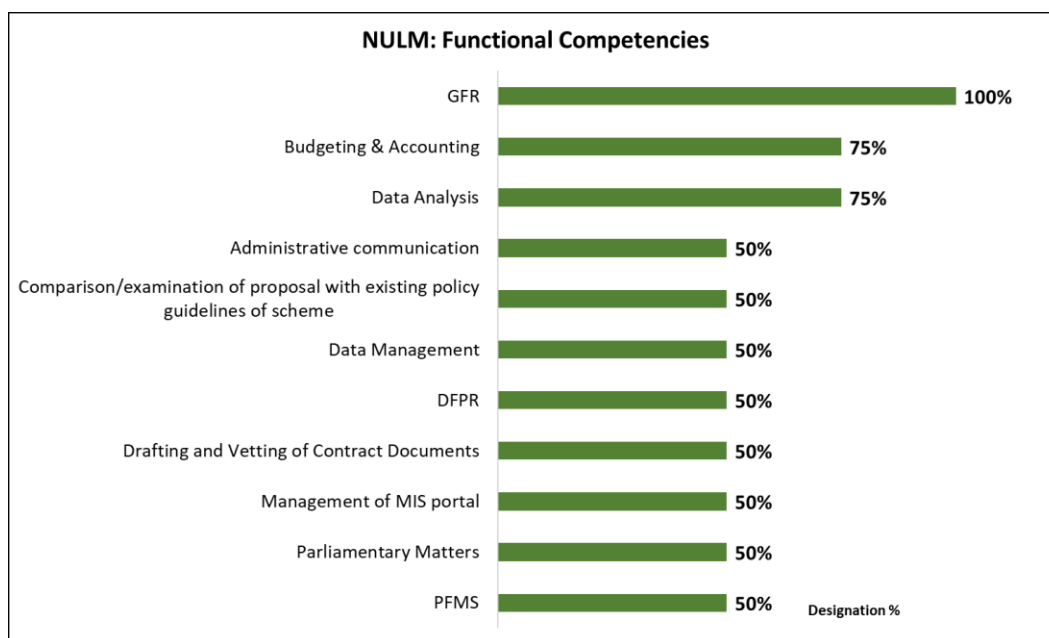 NULM: Functional Competencies
GFR
100%
Budgeting & Accounting
75%
Data Analysis
75%
Administrative communication
50%
Comparison/examination of proposal with existing policy
guidelines of scheme
50%
Data Management
50%
DFPR
50%
Drafting and Vetting of Contract Documents
50%
Management of MIS portal
50%
Parliamentary Matters
50%
PFMS
50%
Designation %